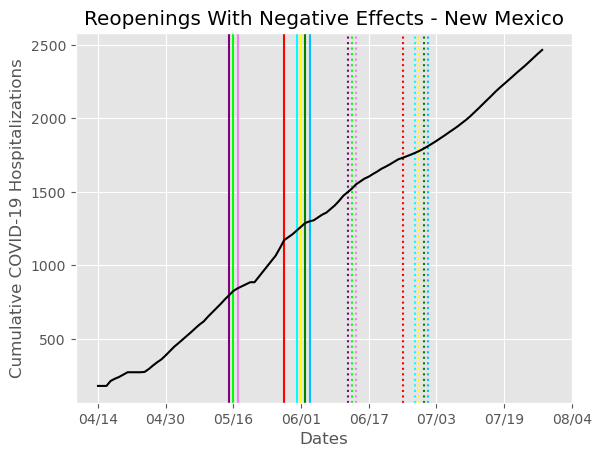 Reopenings With Negative Effects - New Mexico
Cumulative COVID-19 Hospitalizations
2500
2000
1500
1000
500
04/14 04/30 05/16 06/01 06/17 07/03 07/19 08/04
Dates